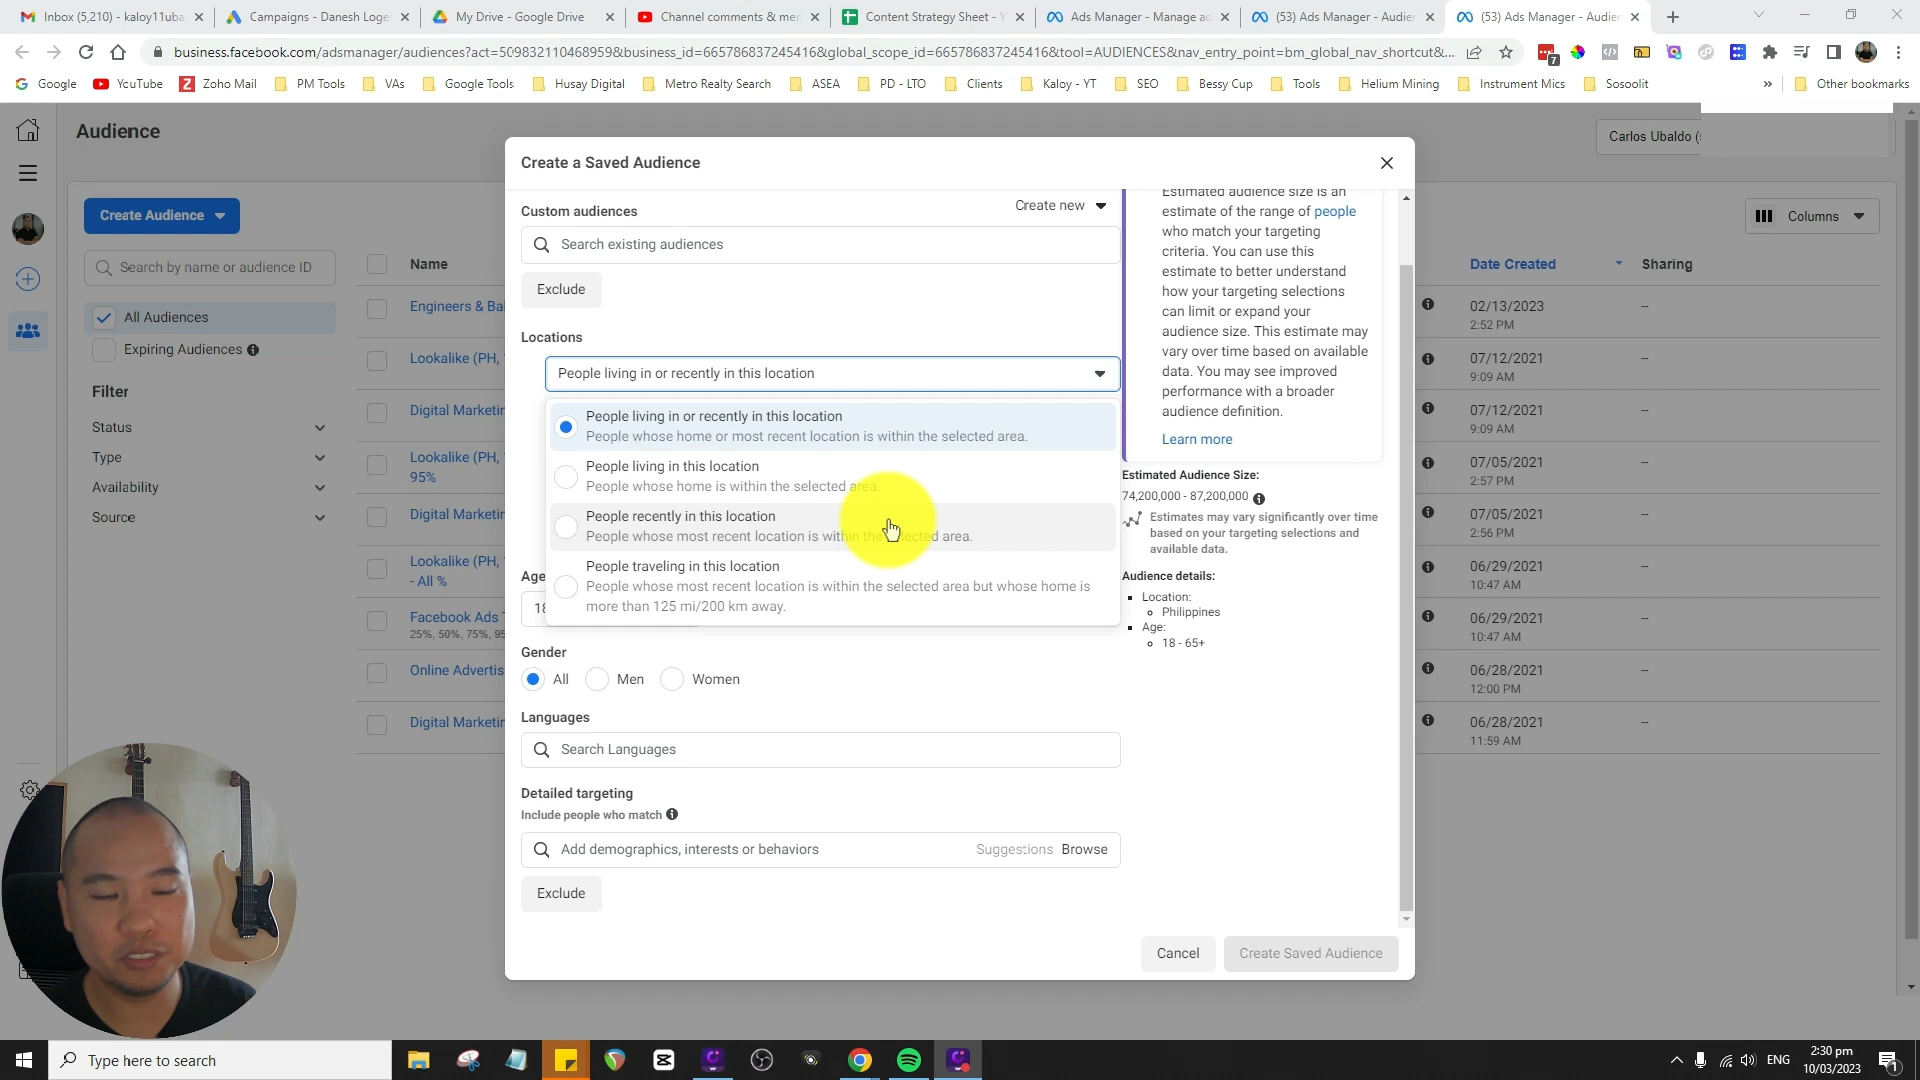 Inbox (5,210) - kaloy11uba
Campaigns - Danesh Loge
My Drive - Google Drive
Channel comments & men
Content Strategy Sheet - Y
Ads Manager - Manage ad
(53) Ads Manager - Audien
(53) Ads Manager - Audien
business.facebook.com/adsmanager/audiences?act=509832110468959&business_id=665786837245416&global_scope_id=665786837245416&tool=AUDIENCES&nav_entry_point=bm_global_nav_shortcut&...
7
Google
YouTube
Zoho Mail
PM Tools
VAs
Google Tools
Husay Digital
Metro Realty Search
ASEA
PD - LTO
Clients
Kaloy - YT
SEO
Bessy Cup
Tools
Helium Mining
Instrument Mics
Sosoolit
»
Other bookmarks
Audience
Carlos Ubaldo
Create Audience
Search by name or audience ID
All Audiences
Expiring Audiences
Filter
Status
Type
Availability
Source
Name
Engineers & Ba
Lookalike (PH,
Digital Marketin
Lookalike (PH,
95%
Digital Marketin
Lookalike (PH,
- All %
Facebook Ads
25%, 50%, 75%, 95
Online Advertis
Digital Marketin
Create a Saved Audience
Custom audiences
Create new
Search existing audiences
Exclude
Locations
People living in or recently in this location
People living in or recently in this location
People whose home or most recent location is within the selected area.
People living in this location
People whose home is within the selected area.
People recently in this location
People whose most recent location is within the selected area.
People traveling in this location
People whose most recent location is within the selected area but whose home is
more than 125 mi/200 km away.
Age
18
Gender
All
Men
Women
Languages
Search Languages
Detailed targeting
Include people who match
Add demographics, interests or behaviors
Suggestions
Browse
Exclude
Estimated audience size is an
estimate of the range of people
who match your targeting
criteria. You can use this
estimate to better understand
how your targeting selections
can limit or expand your
audience size. This estimate may
vary over time based on available
data. You may see improved
performance with a broader
audience definition.
Learn more
Estimated Audience Size:
74,200,000 - 87,200,000
Estimates may vary significantly over time
based on your targeting selections and
available data.
Audience details:
Location:
Philippines
Age:
18 - 65+
Cancel
Create Saved Audience
Columns
Date Created
Sharing
02/13/2023
2:52 PM
--
07/12/2021
9:09 AM
--
07/12/2021
9:09 AM
--
07/05/2021
2:57 PM
--
07/05/2021
2:56 PM
--
06/29/2021
10:47 AM
--
06/29/2021
10:47 AM
--
06/28/2021
12:00 PM
--
06/28/2021
11:59 AM
--
Type here to search
ENG
2:30 pm
10/03/2023
1